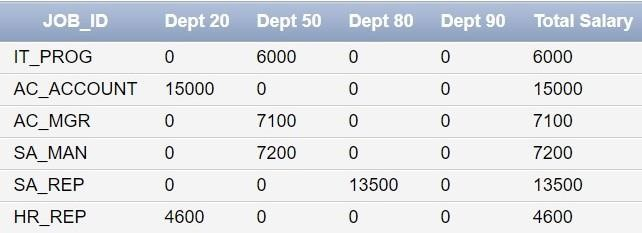 JOB_ID Dept 20 Dept 50 Dept 80 Dept 90 Total Salary
IT_PROG 0 6000 0 0 6000
AC_ACCOUNT 15000 0 0 0 15000
AC_MGR 0 7100 0 0 7100
SA_MAN 0 7200 0 0 7200
SA_REP 0 0 13500 0 13500
HR_REP 4600 0 0 0 4600